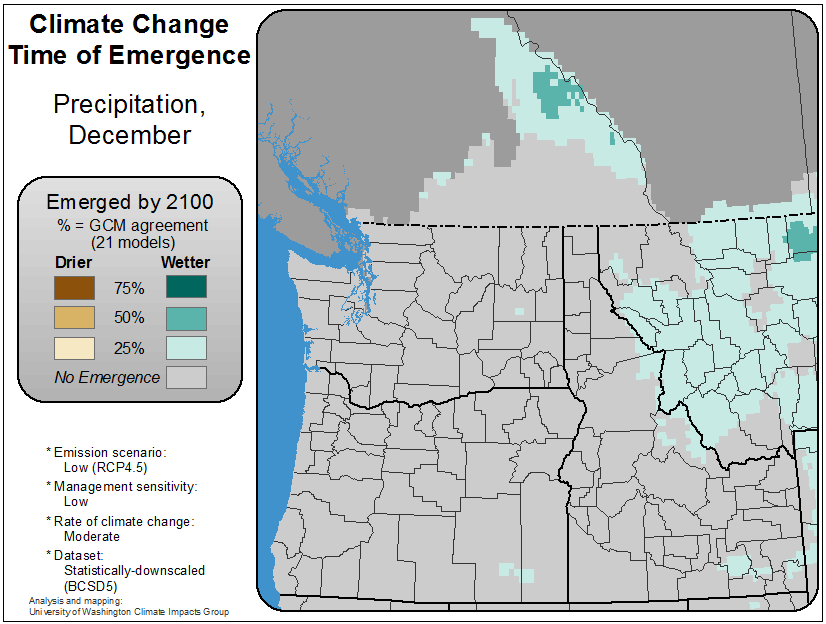 Climate Change
Time of Emergence
Precipitation,
December
Emerged by 2100
% = GCM agreement
(21 models)
Drier Wetter
75%
50%
25%
No Emergence
* Emission scenario:
Low (RCP4.5)
* Management sensitivity:
Low
* Rate of climate change:
Moderate
* Dataset:
Statistically-downscaled
(BCSD5)
Analysis and mapping:
University of Washington Climate Impacts Group